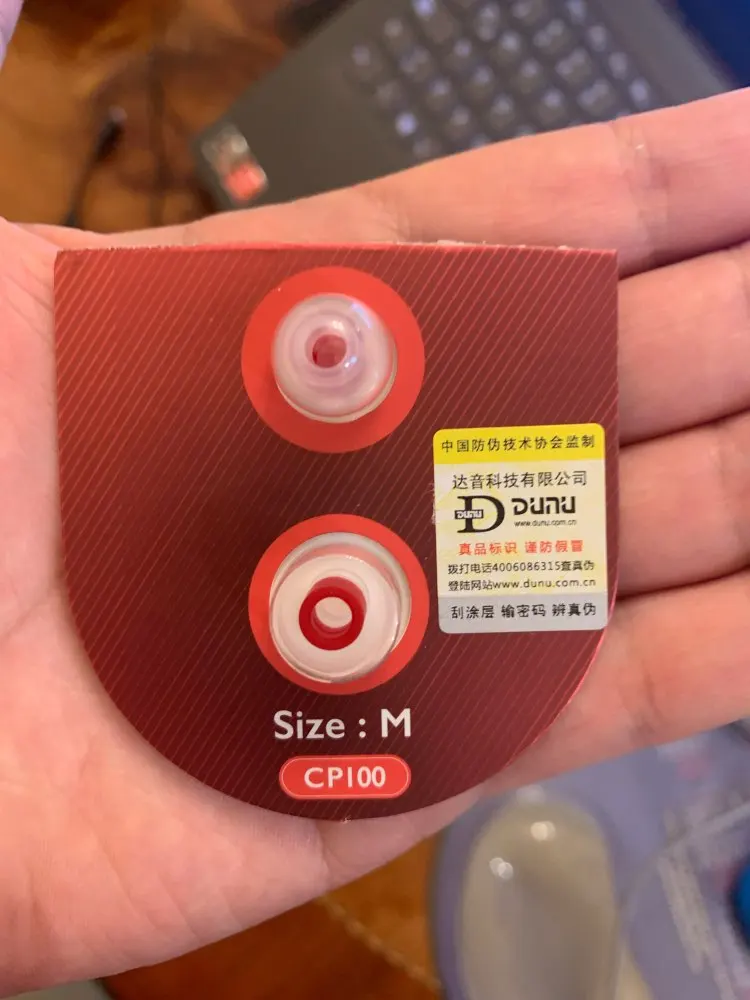 中国防伪技术协会监制
达音科技有限公司
DUNU D DUNU
www.dunu.com.cn
真品标识 谨防假冒
拨打电话4006086315查真伪
登陆网站www.dunu.com.cn
刮涂层 输密码 辨真伪
Size : M
CP100